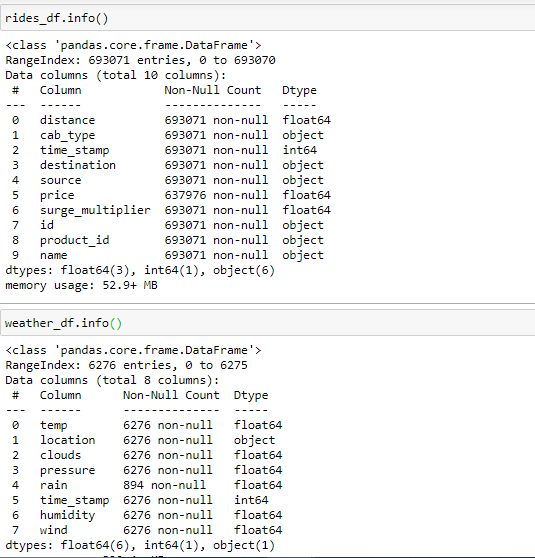 rides_df.info()
<class 'pandas.core.frame.DataFrame'>
RangeIndex: 693071 entries, 0 to 693070
Data columns (total 10 columns):
 #   Column            Non-Null Count   Dtype
---  ------            --------------   -----
 0   distance          693071 non-null  float64
 1   cab_type          693071 non-null  object
 2   time_stamp        693071 non-null  int64
 3   destination       693071 non-null  object
 4   source            693071 non-null  object
 5   price             637976 non-null  float64
 6   surge_multiplier  693071 non-null  float64
 7   id                693071 non-null  object
 8   product_id        693071 non-null  object
 9   name              693071 non-null  object
dtypes: float64(3), int64(1), object(6)
memory usage: 52.9+ MB
weather_df.info()
<class 'pandas.core.frame.DataFrame'>
RangeIndex: 6276 entries, 0 to 6275
Data columns (total 8 columns):
 #   Column      Non-Null Count  Dtype
---  ------      --------------  -----
 0   temp        6276 non-null   float64
 1   location    6276 non-null   object
 2   clouds      6276 non-null   float64
 3   pressure    6276 non-null   float64
 4   rain        894 non-null    float64
 5   time_stamp  6276 non-null   int64
 6   humidity    6276 non-null   float64
 7   wind        6276 non-null   float64
dtypes: float64(6), int64(1), object(1)